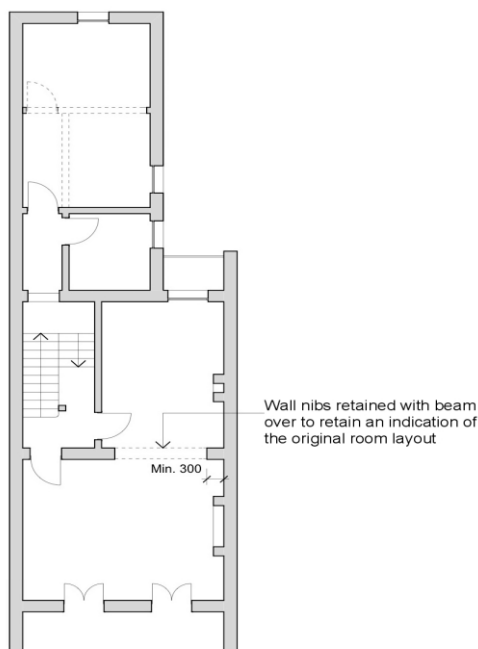 Wall nibs retained with beam
over to retain an indication of
the original room layout
Min. 300